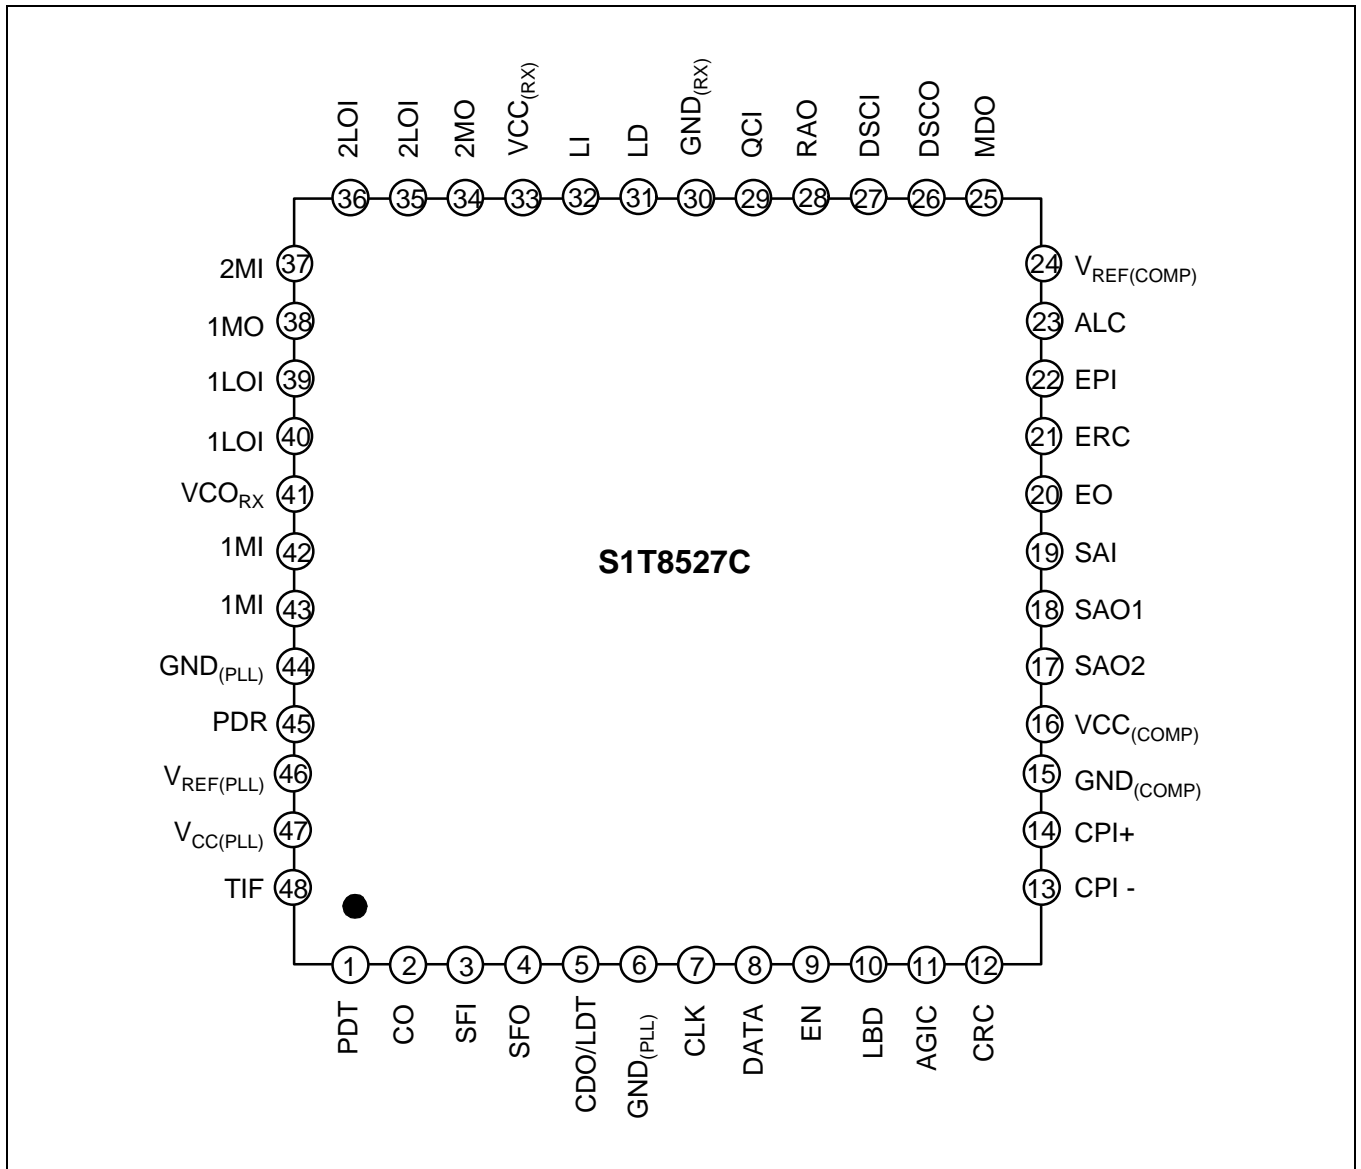 2LOI
2LOI
2MO
VCC(RX)
LI
LD
GND(RX)
QCI
RAO
DSCI
DSCO
MDO
36
35
34
33
32
31
30
29
28
27
26
25
2MI 37
1MO 38
1LOI 39
1LOI 40
VCORX 41
1MI 42
1MI 43
GND(PLL) 44
PDR 45
VREF(PLL) 46
VCC(PLL) 47
TIF 48
S1T8527C
24 VREF(COMP)
23 ALC
22 EPI
21 ERC
20 EO
19 SAI
18 SAO1
17 SAO2
16 VCC(COMP)
15 GND(COMP)
14 CPI+
13 CPI -
1
2
3
4
5
6
7
8
9
10
11
12
PDT
CO
SFI
SFO
CDO/LDT
GND(PLL)
CLK
DATA
EN
LBD
AGIC
CRC